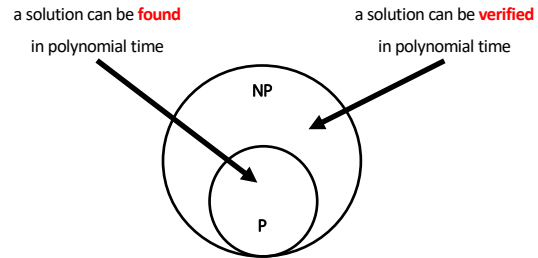 a solution can be found
in polynomial time
a solution can be verified
in polynomial time
NP
P